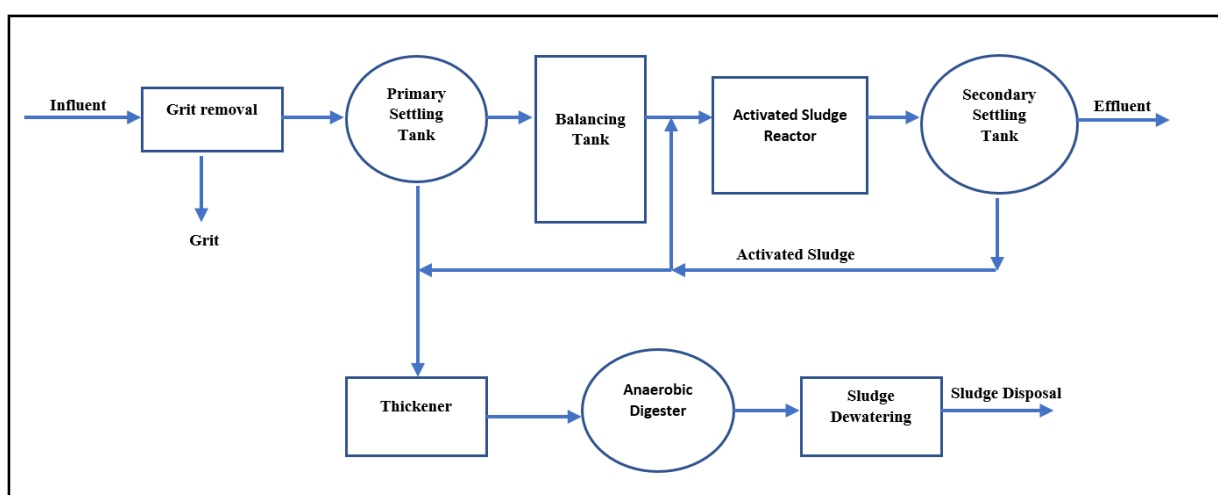 Influent
Grit removal
Grit
Primary
Settling
Tank
Balancing
Tank
Activated Sludge
Reactor
Secondary
Settling
Tank
Effluent
Activated Sludge
Thickener
Anaerobic
Digester
Sludge
Dewatering
Sludge Disposal